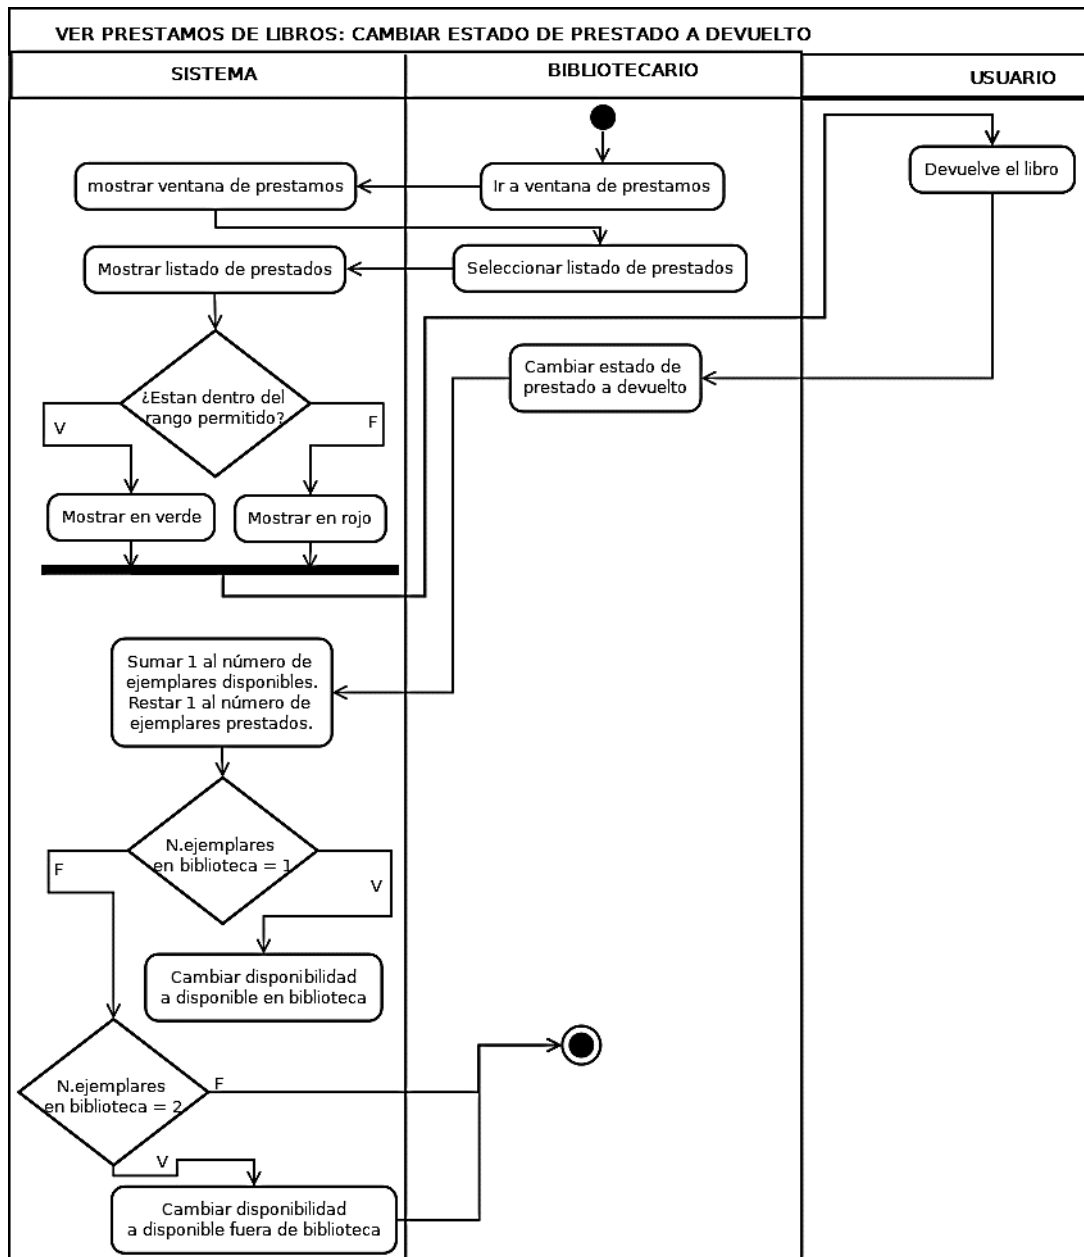 VER PRESTAMOS DE LIBROS: CAMBIAR ESTADO DE PRESTADO A DEVUELTO
SISTEMA
BIBLIOTECARIO
USUARIO
mostrar ventana de prestamos
Ir a ventana de prestamos
Devuelve el libro
Mostrar listado de prestados
Seleccionar listado de prestados
Cambiar estado de
prestado a devuelto
¿Estan dentro del
rango permitido?
V
F
Mostrar en verde
Mostrar en rojo
Sumar 1 al número de
ejemplares disponibles.
Restar 1 al número de
ejemplares prestados.
N.ejemplares
en biblioteca = 1
F
V
Cambiar disponibilidad
a disponible en biblioteca
N.ejemplares
en biblioteca = 2
F
V
Cambiar disponibilidad
a disponible fuera de biblioteca